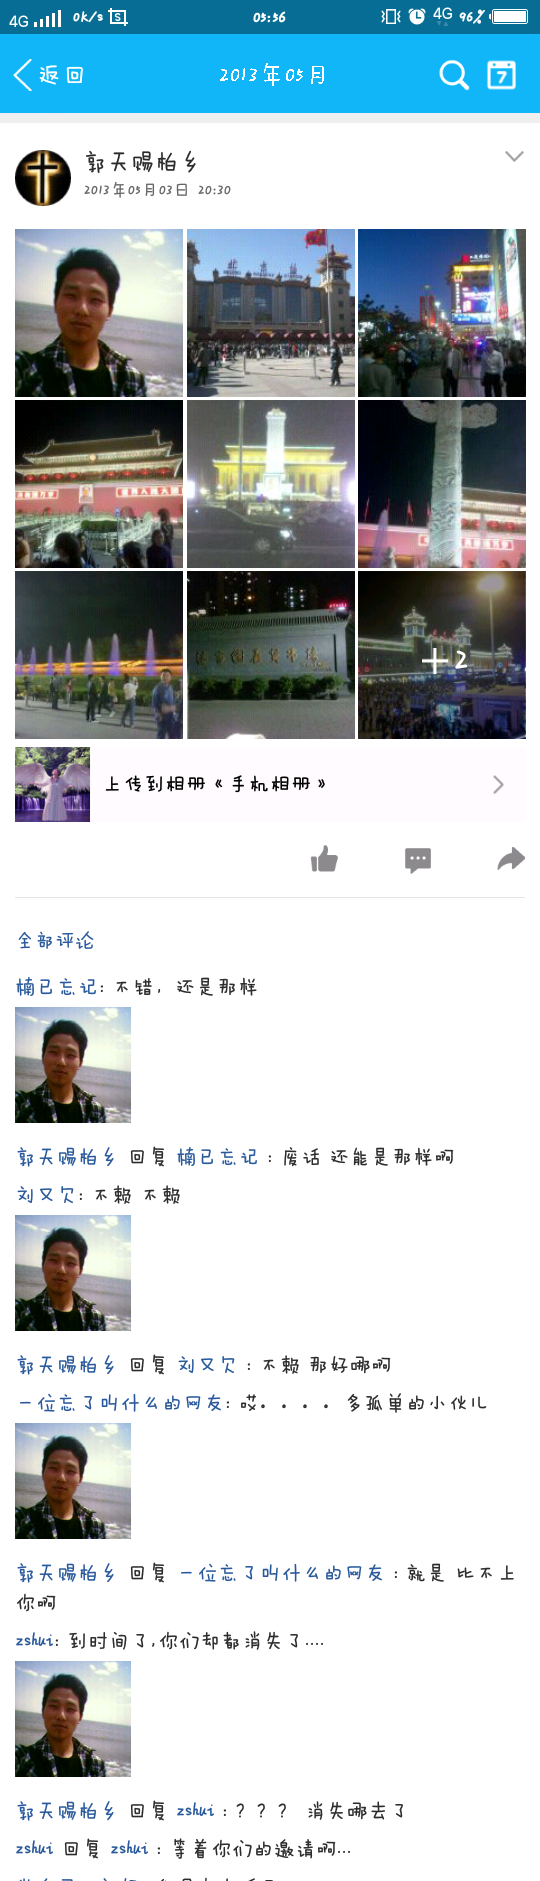 4G 0k/s 05:56 4G 96%
返回 2013年05月 7
郭天赐柏乡
2013年05月03日 20:30
北京站
+2
上传到相册《手机相册》
全部评论
楠已忘记: 不错, 还是那样
郭天赐柏乡 回复 楠已忘记 : 废话 还能是那样啊
刘又欠: 不赖 不赖
郭天赐柏乡 回复 刘又欠 : 不赖 那好哪啊
一位忘了叫什么的网友: 哎。。。。多孤单的小伙儿
郭天赐柏乡 回复 一位忘了叫什么的网友 : 就是 比不上
你啊
zshui: 到时间了,你们却都消失了....
郭天赐柏乡 回复 zshui : ? ? ? 消失哪去了
zshui 回复 zshui : 等着你们的邀请啊...